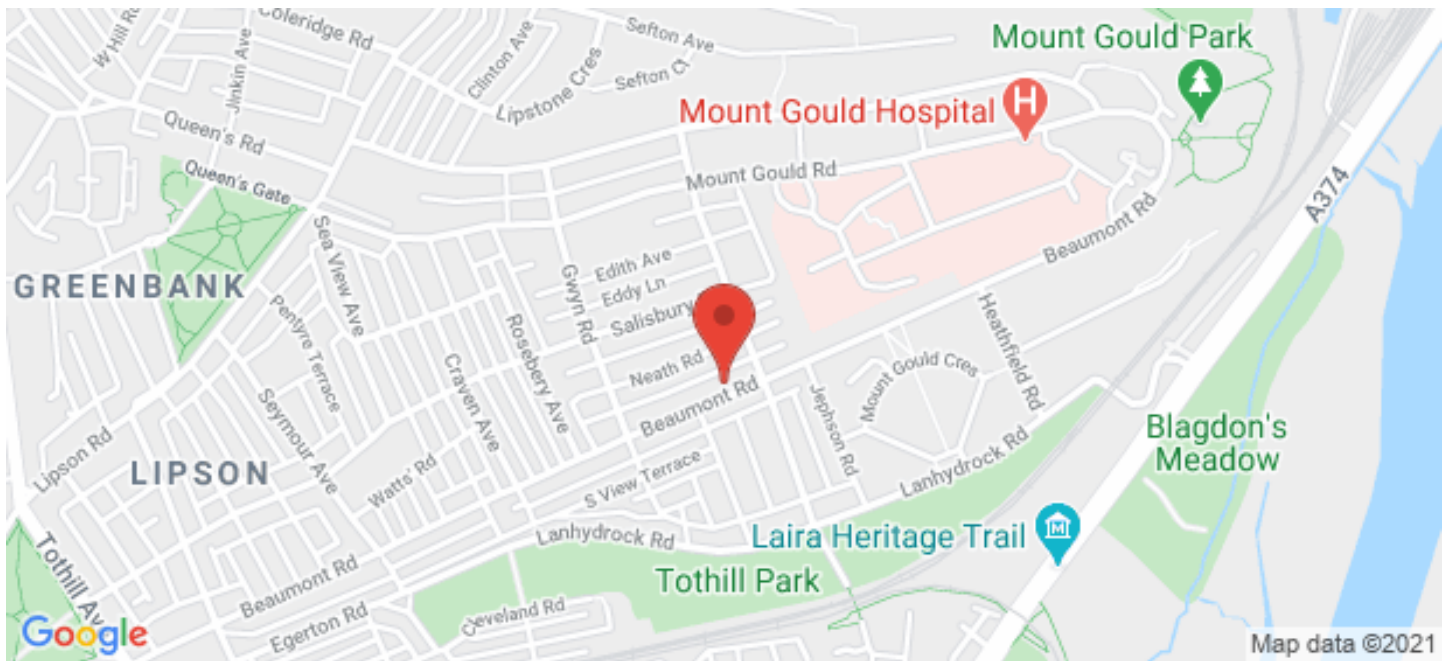 Coleridge Rd
W Hill Rd
Jinkin Ave
Clinton Ave
Lipstone Cres
Sefton Ave
Sefton Ct
Mount Gould Park
Mount Gould Hospital
H
Queen's Rd
Queen's Gate
Mount Gould Rd
A374
Sea View Ave
Edith Ave
Eddy Ln
Beaumont Rd
GREENBANK
Gwyn Rd
Salisbury
Pentyre Terrace
Rosebery Ave
Heathfield Rd
Neath Rd
Mount Gould Cres
Craven Ave
Beaumont Rd
Jephson Rd
Seymour Ave
Blagdon's
Meadow
Lipson Rd
LIPSON
Watts' Rd
S View Terrace
Lanhydrock Rd
Lanhydrock Rd
Laira Heritage Trail
M
Tothill Av
Tothill Park
Beaumont Rd
Cleveland Rd
Egerton Rd
Google
Map data ©2021